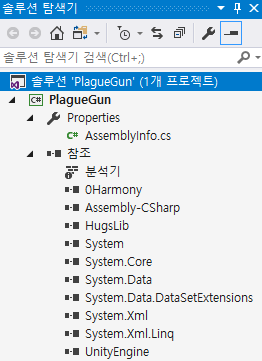 솔루션 탐색기
솔루션 탐색기 검색(Ctrl+;)
솔루션 'PlagueGun' (1개 프로젝트)
C# PlagueGun
Properties
C# AssemblyInfo.cs
참조
분석기
0Harmony
Assembly-CSharp
HugsLib
System
System.Core
System.Data
System.Data.DataSetExtensions
System.Xml
System.Xml.Linq
UnityEngine